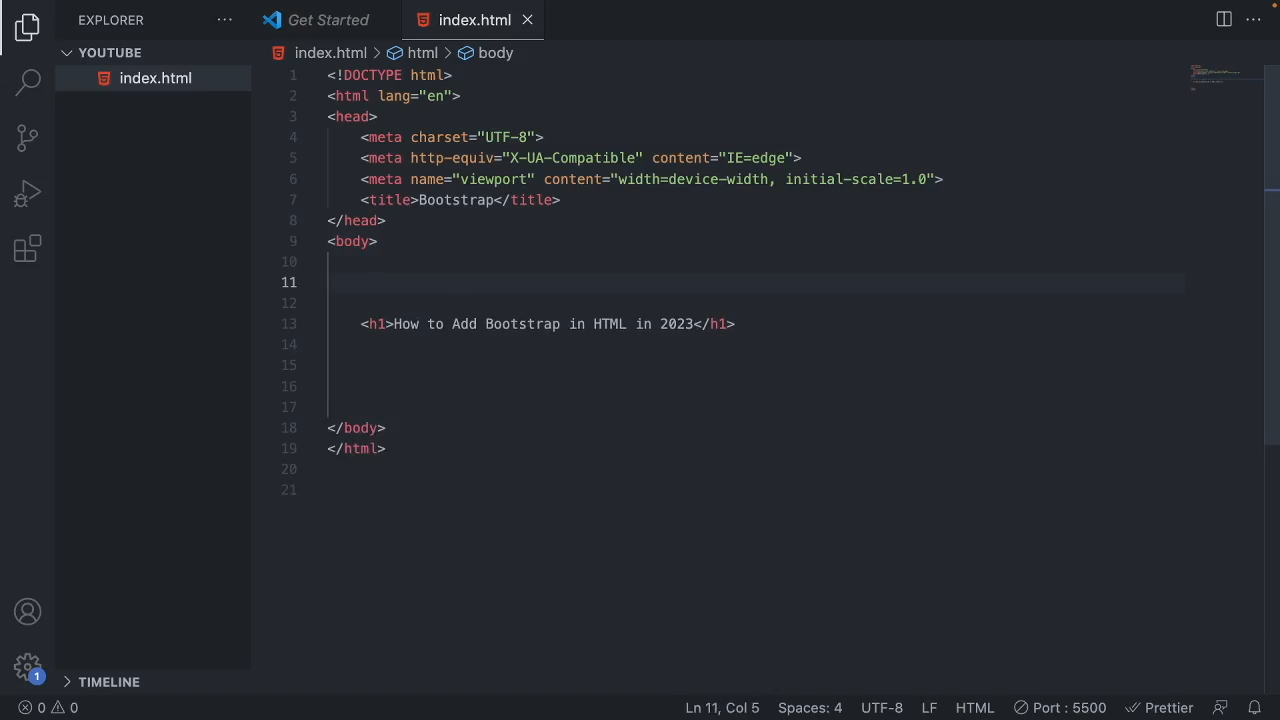 EXPLORER
Get Started
index.html
YOUTUBE
index.html > html > body
index.html
1 <!DOCTYPE html>
2 <html lang="en">
3 <head>
4     <meta charset="UTF-8">
5     <meta http-equiv="X-UA-Compatible" content="IE=edge">
6     <meta name="viewport" content="width=device-width, initial-scale=1.0">
7     <title>Bootstrap</title>
8 </head>
9 <body>
10
11
12
13     <h1>How to Add Bootstrap in HTML in 2023</h1>
14
15
16
17
18 </body>
19 </html>
20
21
1
TIMELINE
0 0 Ln 11, Col 5 Spaces: 4 UTF-8 LF HTML Port : 5500 Prettier